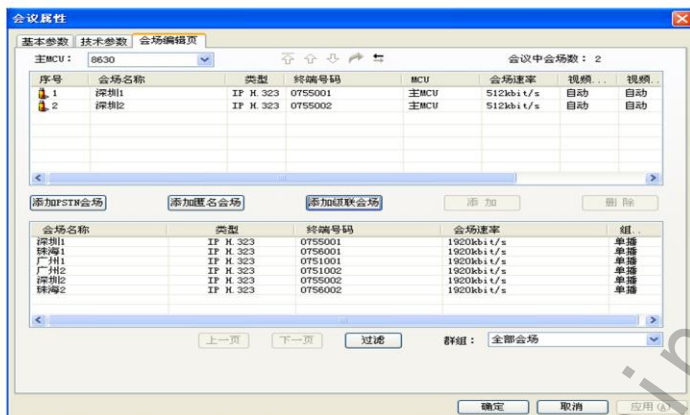 会议属性
基本参数 技术参数 会场编辑页
主MCU： 8630 会议中会场数：2
序号 会场名称 类型 终端号码 MCU 会场速率 视频... 视频..
1 深圳1 IP H.323 0755001 主MCU 512kbit/s 自动 自动
2 深圳2 IP H.323 0755002 主MCU 512kbit/s 自动 自动
添加PSTN会场 添加匿名会场 添加级联会场 添 加 删 除
会场名称 类型 终端号码 会场速率 组..
深圳1 IP H.323 0755001 1920kbit/s 单播
珠海1 IP H.323 0756001 1920kbit/s 单播
广州1 IP H.323 0751001 1920kbit/s 单播
广州2 IP H.323 0751002 1920kbit/s 单播
深圳2 IP H.323 0755002 1920kbit/s 单播
珠海2 IP H.323 0756002 1920kbit/s 单播
上一页 下一页 过滤 群组： 全部会场
确定 取消 应用(A)